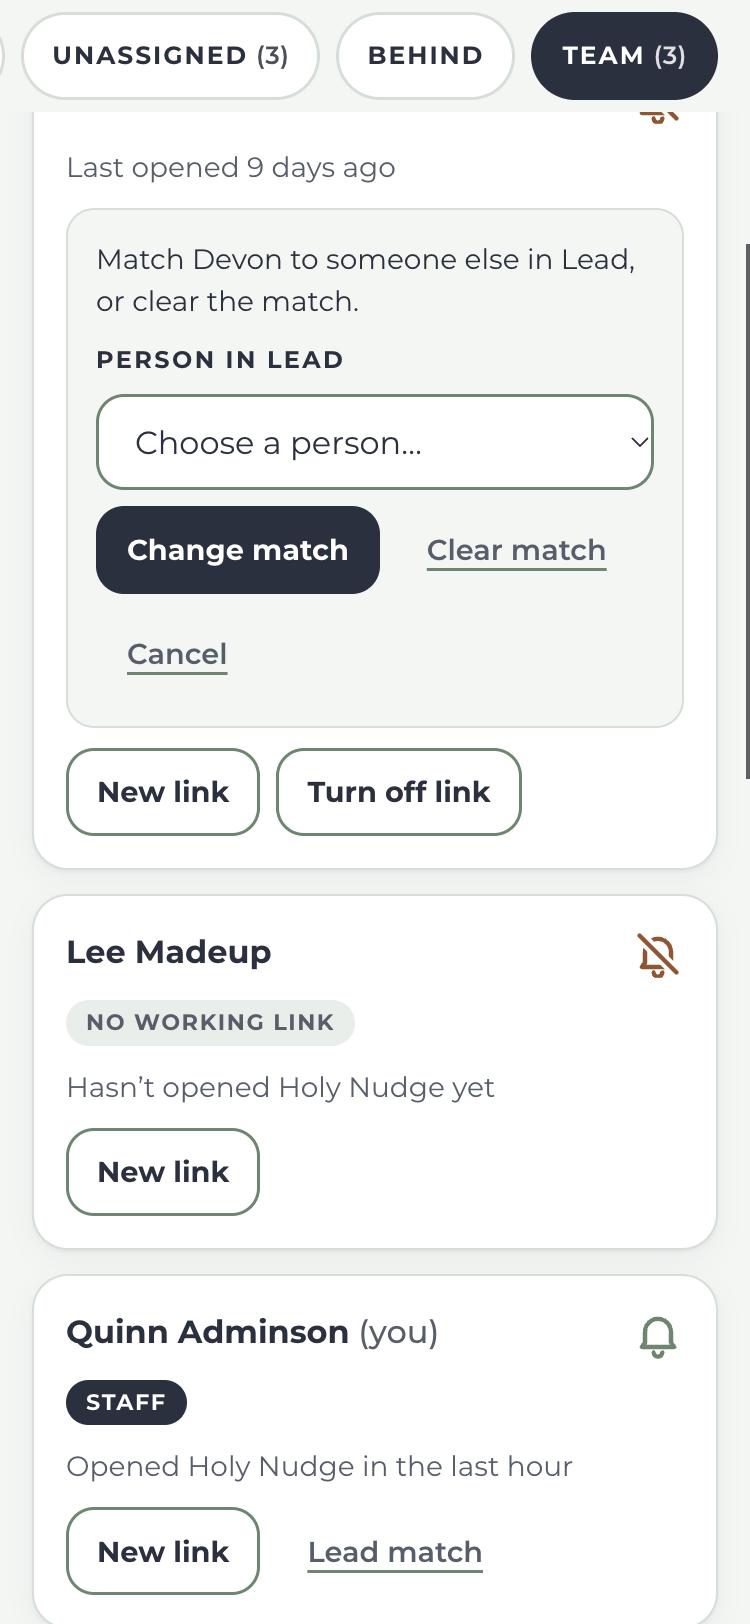 UNASSIGNED (3)
BEHIND
TEAM (3)
Last opened 9 days ago
Match Devon to someone else in Lead,
or clear the match.
PERSON IN LEAD
Choose a person...
Change match
Clear match
Cancel
New link
Turn off link
Lee Madeup
NO WORKING LINK
Hasn’t opened Holy Nudge yet
New link
Quinn Adminson (you)
STAFF
Opened Holy Nudge in the last hour
New link
Lead match